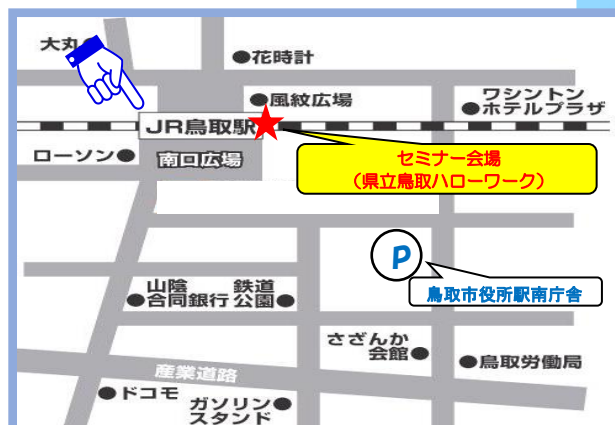 大丸
花時計
風紋広場
ワシントン
ホテルプラザ
JR鳥取駅
ローソン
南口広場
セミナー会場
（県立鳥取ハローワーク）
P
鳥取市役所駅南庁舎
山陰
合同銀行
鉄道
公園
さざんか
会館
鳥取労働局
産業道路
ドコモ
ガソリン
スタンド